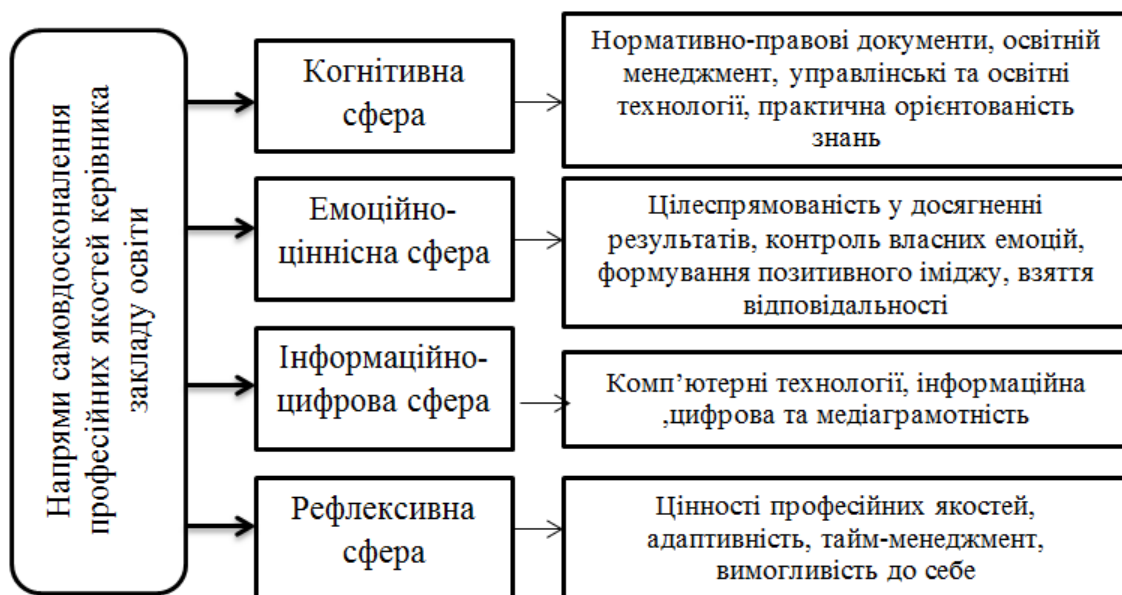 Напрями самовдосконалення
професійних якостей керівника
закладу освіти
Когнітивна
сфера
Нормативно-правові документи, освітній
менеджмент, управлінські та освітні
технології, практична орієнтованість
знань
Емоційно-
ціннісна сфера
Цілеспрямованість у досягненні
результатів, контроль власних емоцій,
формування позитивного іміджу, взяття
відповідальності
Інформаційно-
цифрова сфера
Комп’ютерні технології, інформаційна
,цифрова та медіаграмотність
Рефлексивна
сфера
Цінності професійних якостей,
адаптивність, тайм-менеджмент,
вимогливість до себе